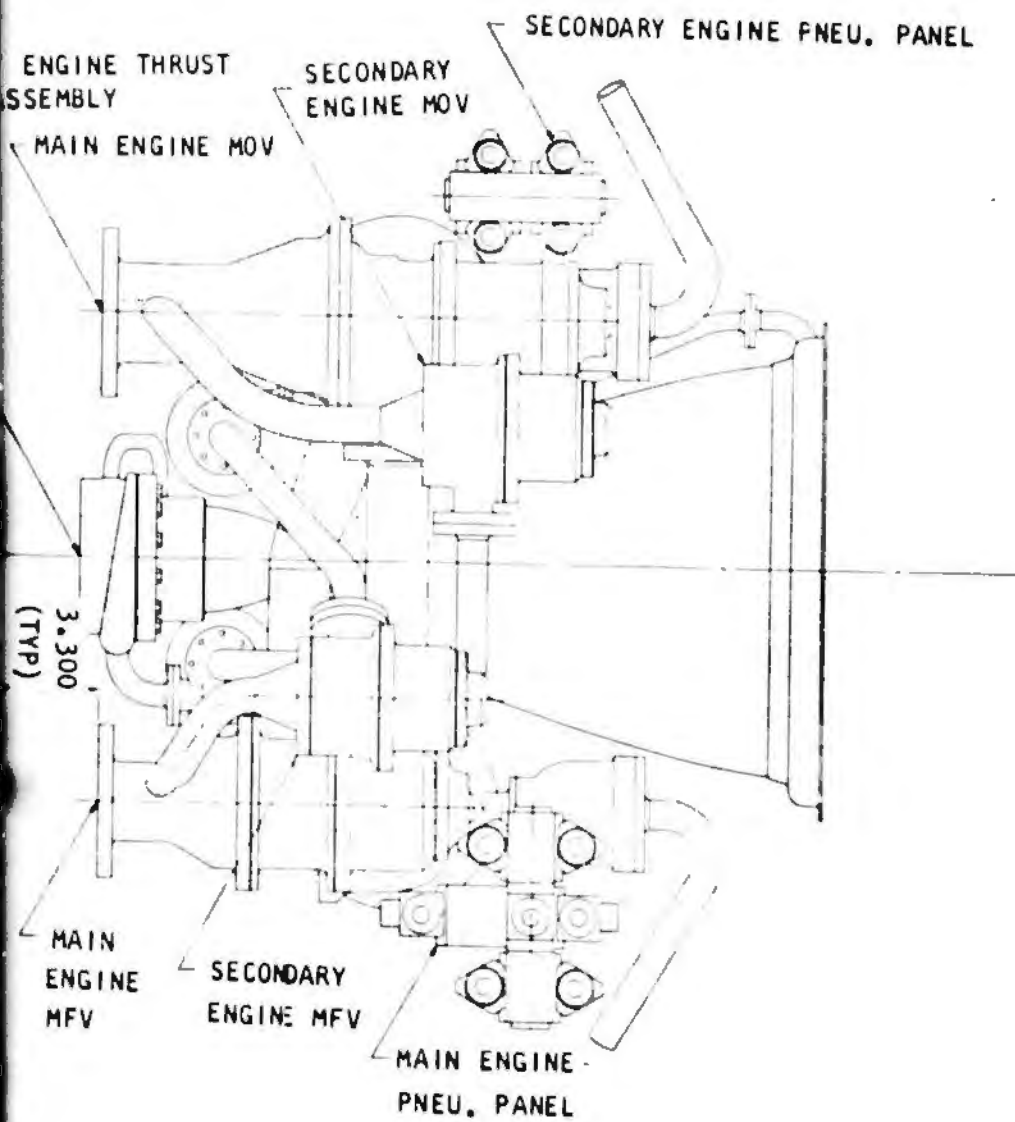 SECONDARY ENGINE PNEU. PANEL
ENGINE THRUST
SSEMBLY
SECONDARY
ENGINE MOV
MAIN ENGINE MOV
3.300
(TYP)
MAIN
ENGINE
MFV
SECONDARY
ENGINE MFV
MAIN ENGINE
PNEU. PANEL